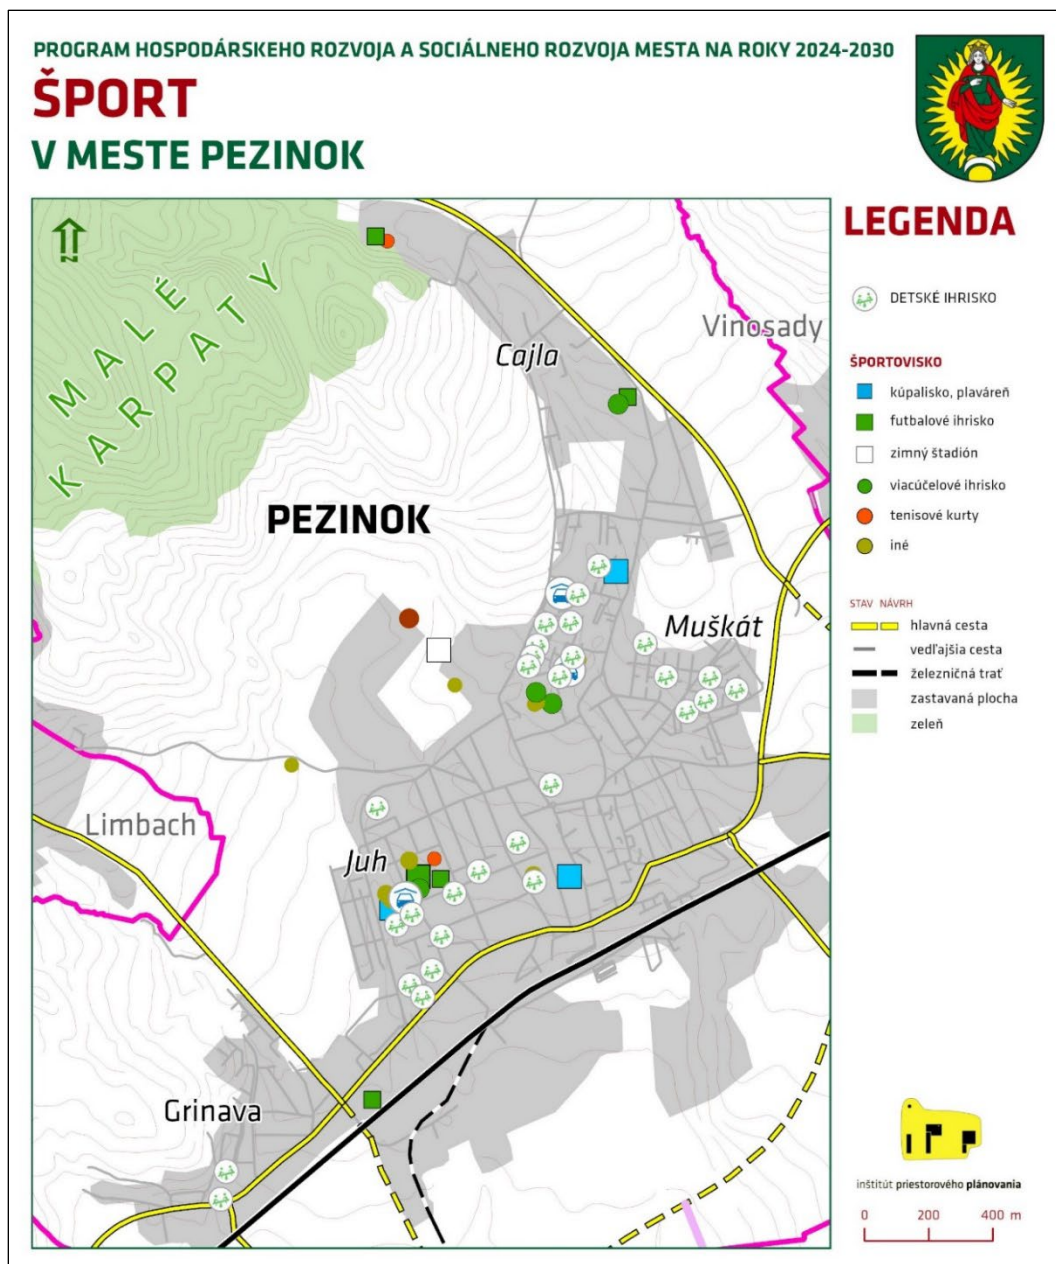 PROGRAM HOSPODÁRSKEHO ROZVOJA A SOCIÁLNEHO ROZVOJA MESTA NA ROKY 2024-2030
ŠPORT
V MESTE PEZINOK
N
MALÉ
KARPATY
Cajla
Vinosady
PEZINOK
Muškát
Limbach
Juh
Grinava
LEGENDA
DETSKÉ IHRISKO
ŠPORTOVISKO
kúpalisko, plaváreň
futbalové ihrisko
zimný štadión
viacúčelové ihrisko
tenisové kurty
iné
STAV NÁVRH
hlavná cesta
vedľajšia cesta
železničná trať
zastavaná plocha
zeleň
inštitút priestorového plánovania
0 200 400 m